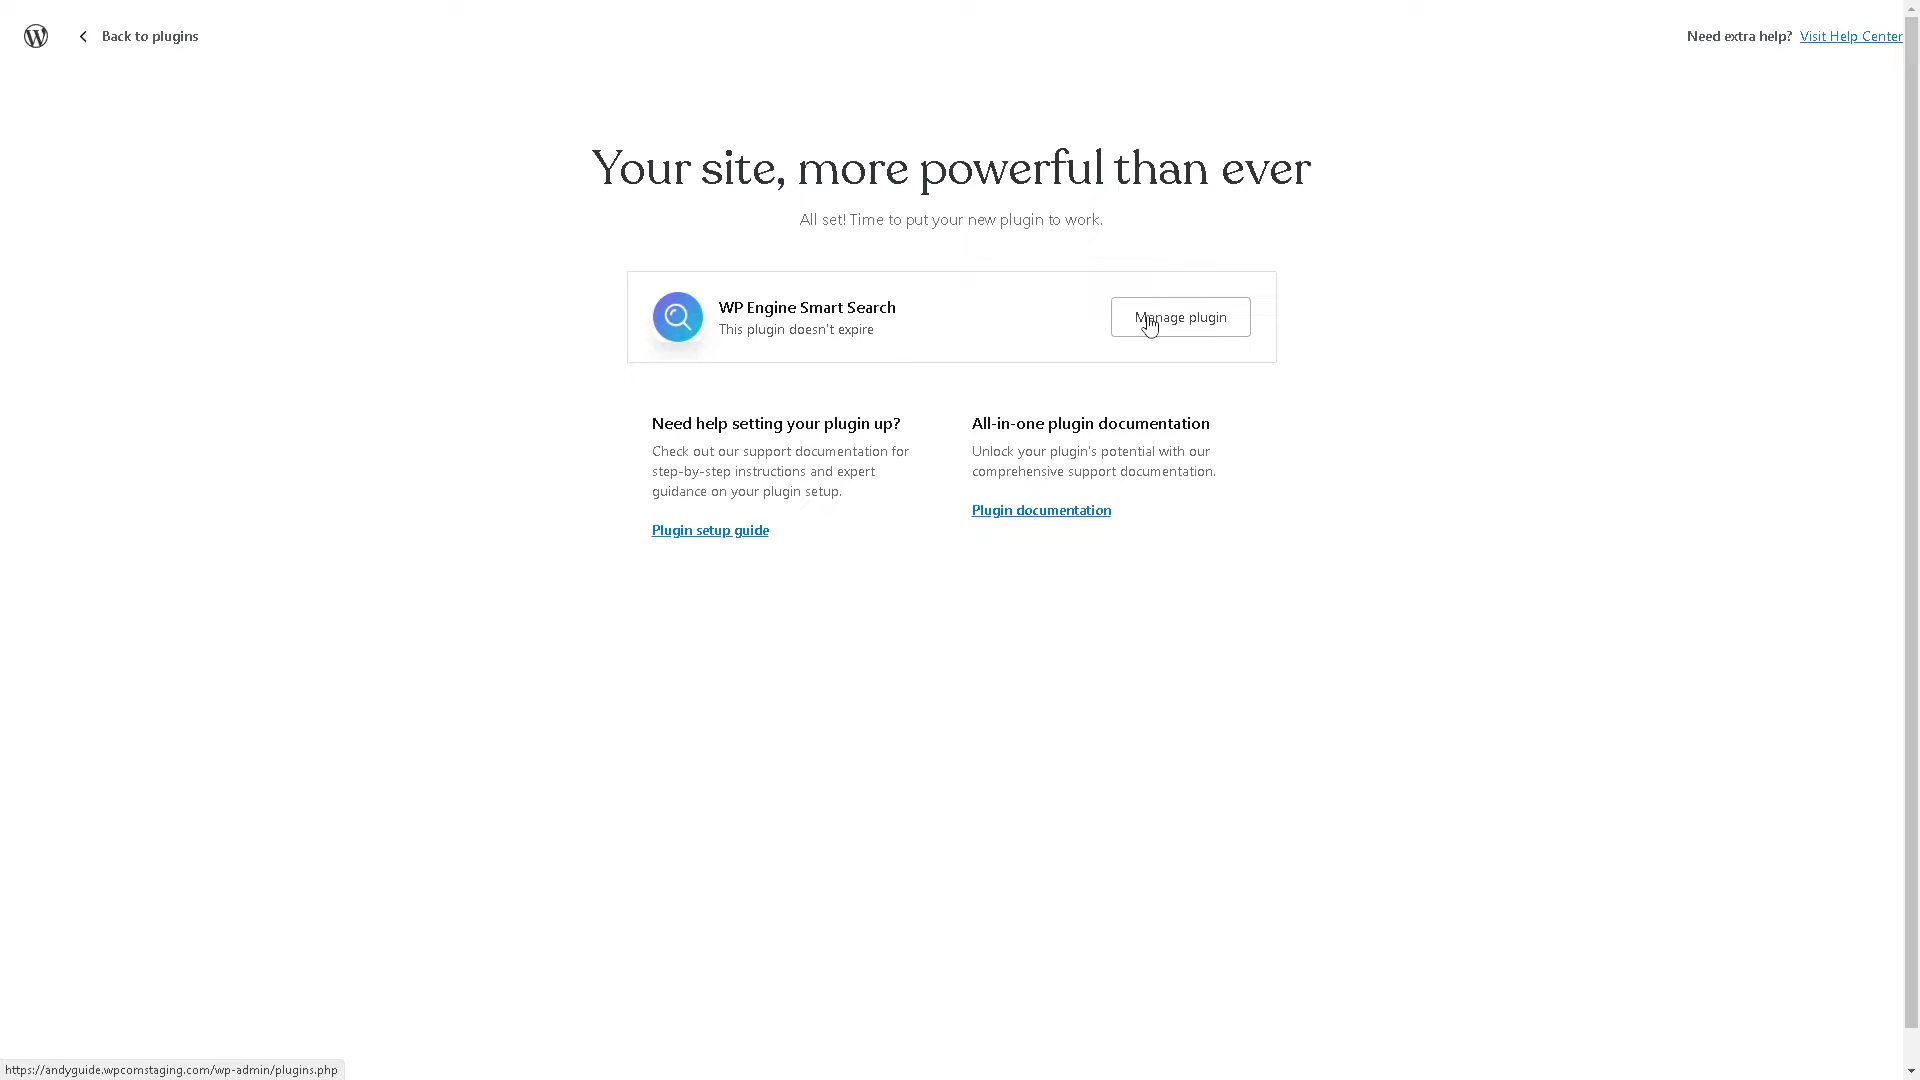 Back to plugins
Need extra help? Visit Help Center
Your site, more powerful than ever
All set! Time to put your new plugin to work.
WP Engine Smart Search
This plugin doesn't expire
Manage plugin
Need help setting your plugin up?
Check out our support documentation for
step-by-step instructions and expert
guidance on your plugin setup.
Plugin setup guide
All-in-one plugin documentation
Unlock your plugin's potential with our
comprehensive support documentation.
Plugin documentation
https://andyguide.wpcomstaging.com/wp-admin/plugins.php